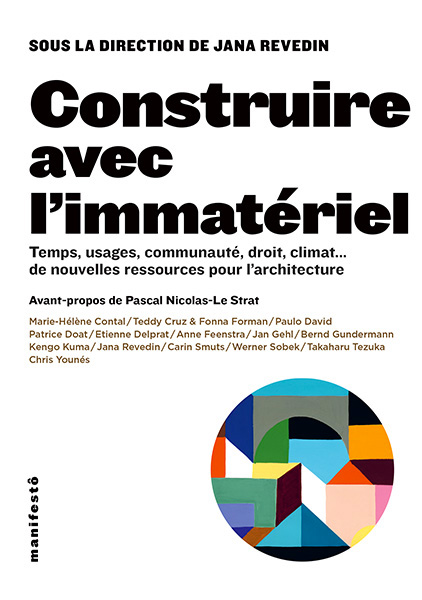 SOUS LA DIRECTION DE JANA REVEDIN
Construire
avec
l'immatériel
Temps, usages, communauté, droit, climat...
de nouvelles ressources pour l'architecture
Avant-propos de Pascal Nicolas-Le Strat
Marie-Hélène Contal/Teddy Cruz & Fonna Forman/Paulo David
Patrice Doat/Etienne Delprat/Anne Feenstra/Jan Gehl/Bernd Gundermann
Kengo Kuma/Jana Revedin/Carin Smuts/Werner Sobek/Takaharu Tezuka
Chris Younés
manifestô